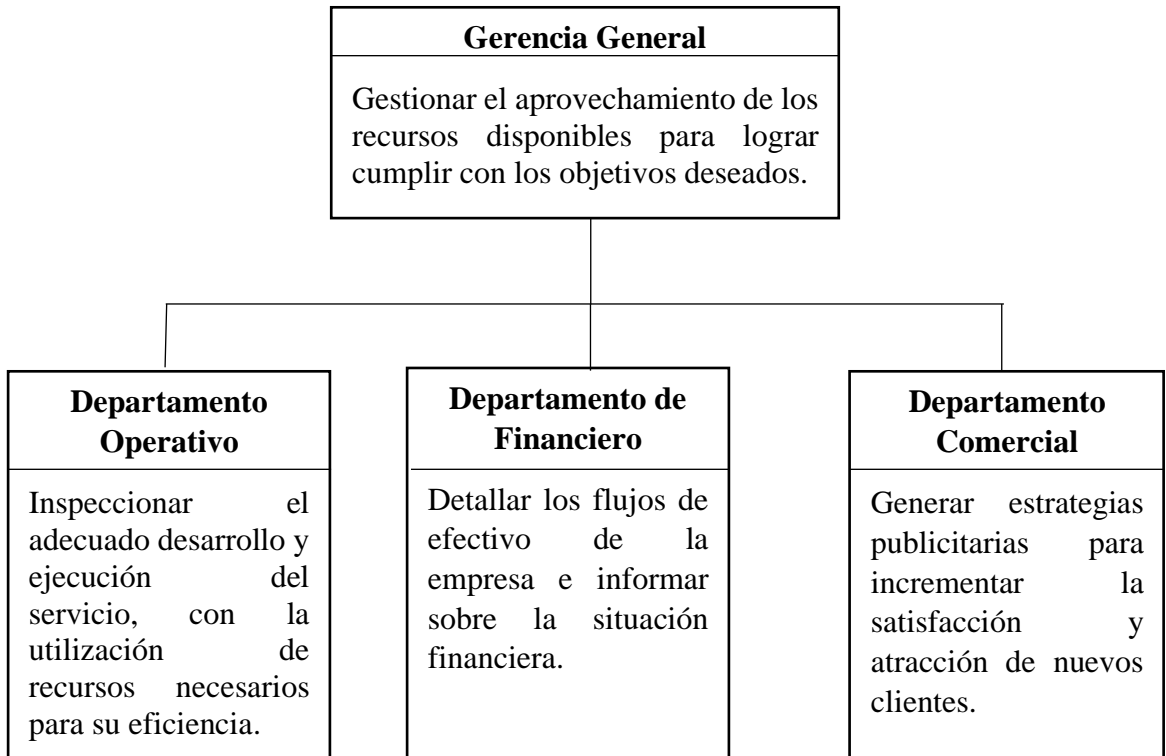 Gerencia General
Gestionar el aprovechamiento de los
recursos disponibles para lograr
cumplir con los objetivos deseados.
Departamento
Operativo
Inspeccionar el
adecuado desarrollo y
ejecución del
servicio, con la
utilización de
recursos necesarios
para su eficiencia.
Departamento de
Financiero
Detallar los flujos de
efectivo de la
empresa e informar
sobre la situación
financiera.
Departamento
Comercial
Generar estrategias
publicitarias para
incrementar la
satisfacción y
atracción de nuevos
clientes.